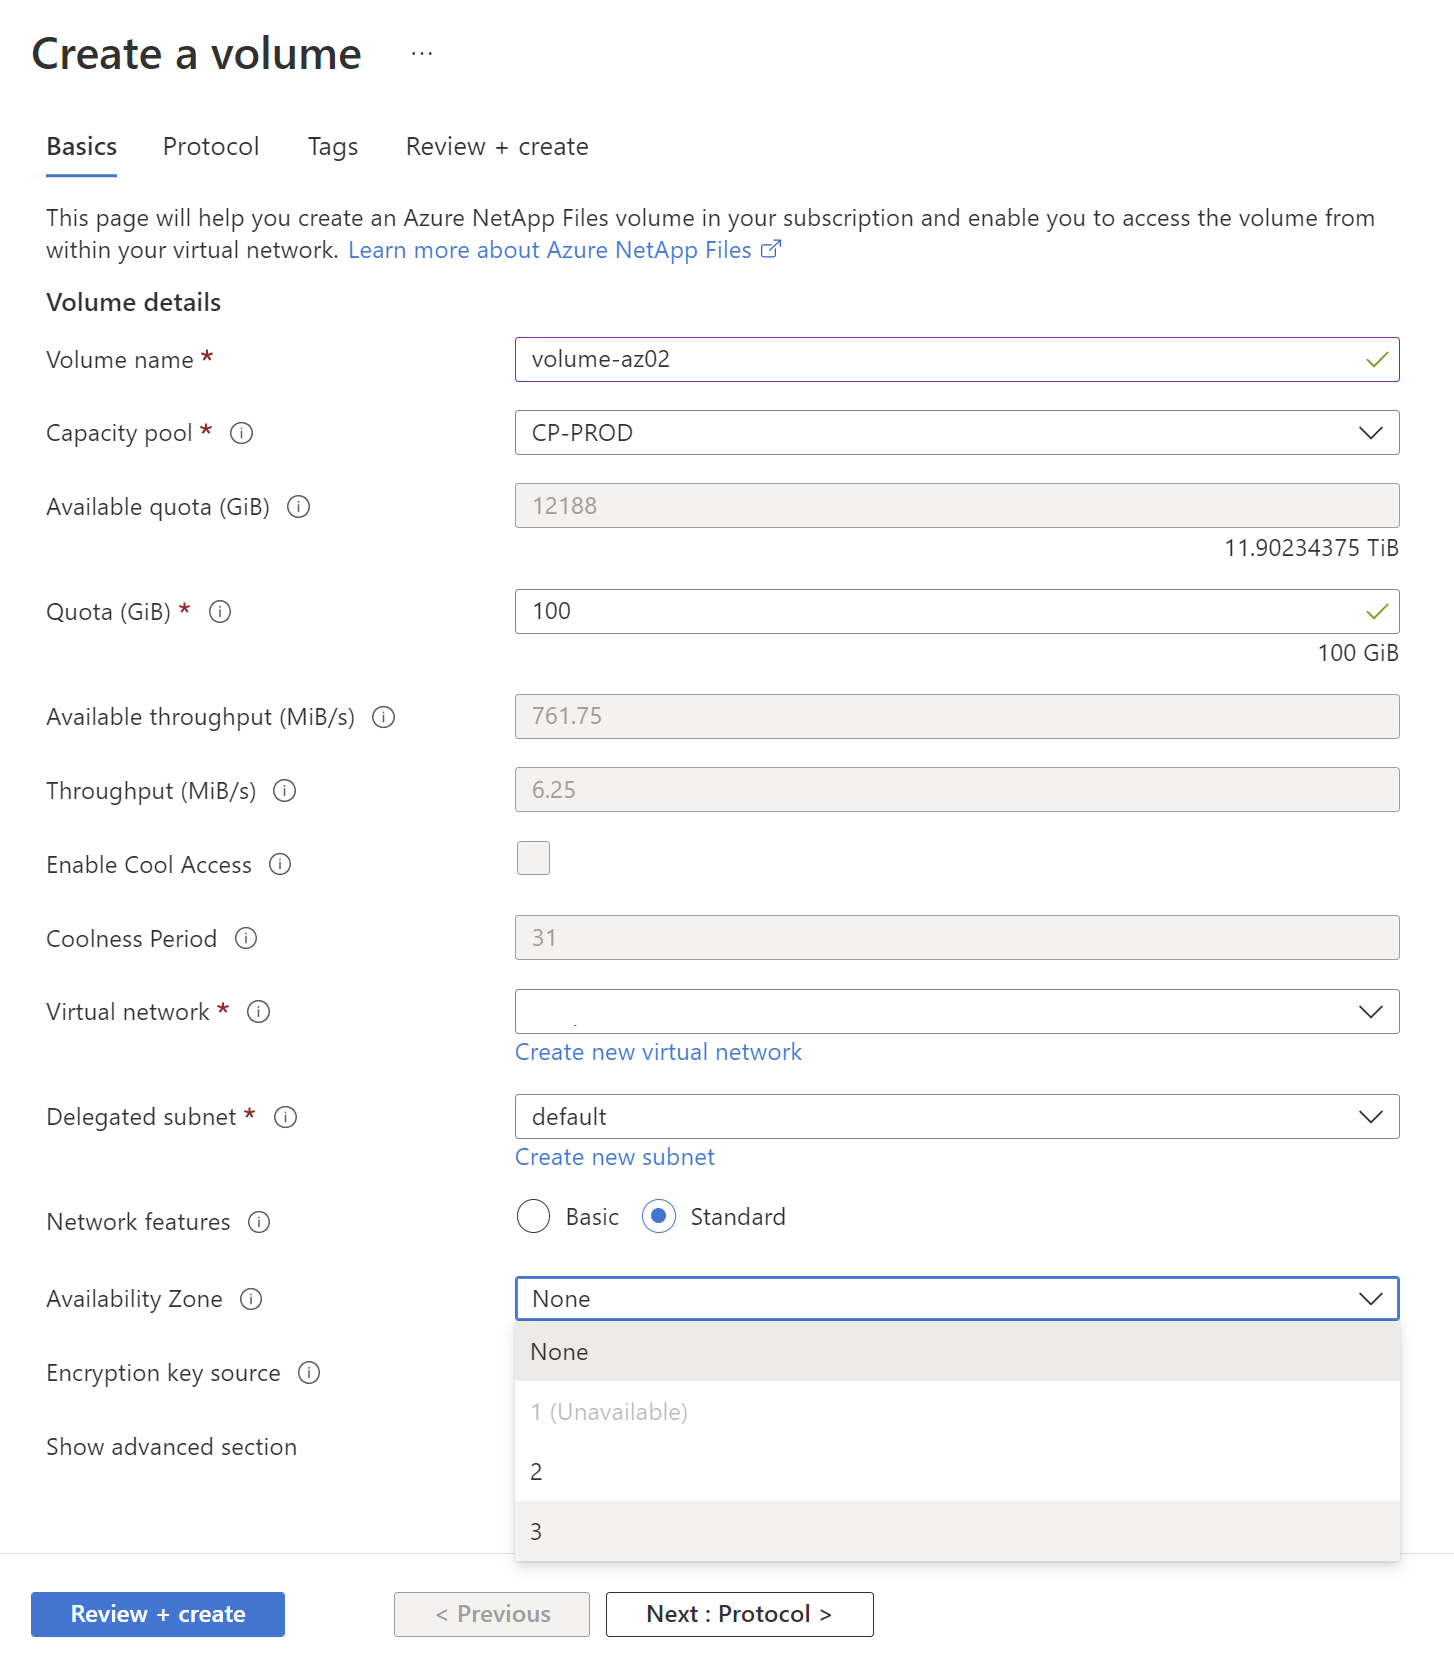 Create a volume ...
Basics Protocol Tags Review + create
This page will help you create an Azure NetApp Files volume in your subscription and enable you to access the volume from
within your virtual network. Learn more about Azure NetApp Files
Volume details
Volume name * volume-az02
Capacity pool * CP-PROD
Available quota (GiB) 12188
11.90234375 TiB
Quota (GiB) * 100
100 GiB
Available throughput (MiB/s) 761.75
Throughput (MiB/s) 6.25
Enable Cool Access
Coolness Period 31
Virtual network *
Create new virtual network
Delegated subnet * default
Create new subnet
Network features Basic Standard
Availability Zone None
None
Encryption key source
1 (Unavailable)
Show advanced section
2
3
Review + create < Previous Next : Protocol >